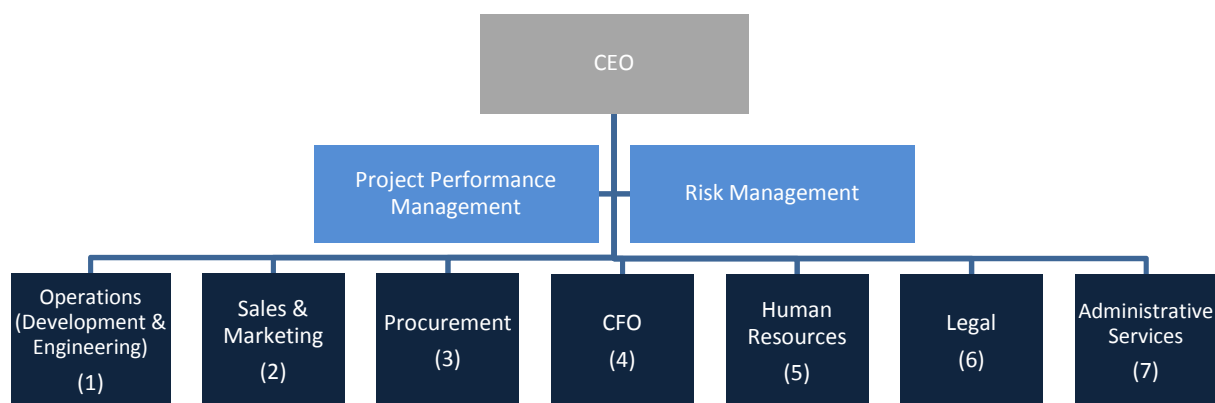 CEO
Project Performance
Management
Risk Management
Operations
(Development &
Engineering)
(1)
Sales &
Marketing
(2)
Procurement
(3)
CFO
(4)
Human
Resources
(5)
Legal
(6)
Administrative
Services
(7)